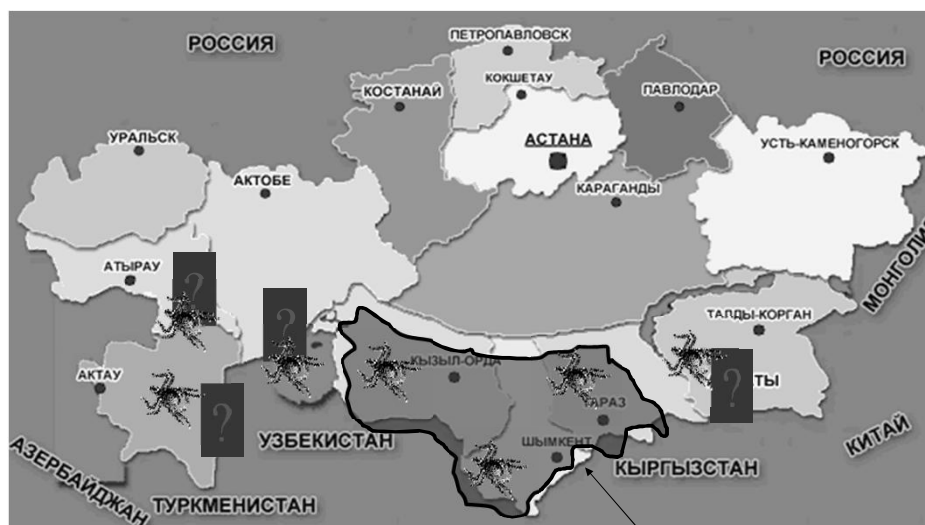 РОССИЯ
ПЕТРОПАВЛОВСК
РОССИЯ
КОКШЕТАУ
КОСТАНАЙ
ПАВЛОДАР
УРАЛЬСК
АСТАНА
УСТЬ-КАМЕНОГОРСК
АКТОБЕ
КАРАГАНДЫ
АТЫРАУ
?
МОНГОЛИ
?
ТАЛДЫ-КОРГАН
КЫЗЫЛ-ОРДА
АКТАУ
?
?
ТЫ
ТАРАЗ
УЗБЕКИСТАН
ШЫМКЕНТ
КИТАЙ
КЫРГЫЗСТАН
АЗЕРБАЙДЖАН
ТУРКМЕНИСТАН